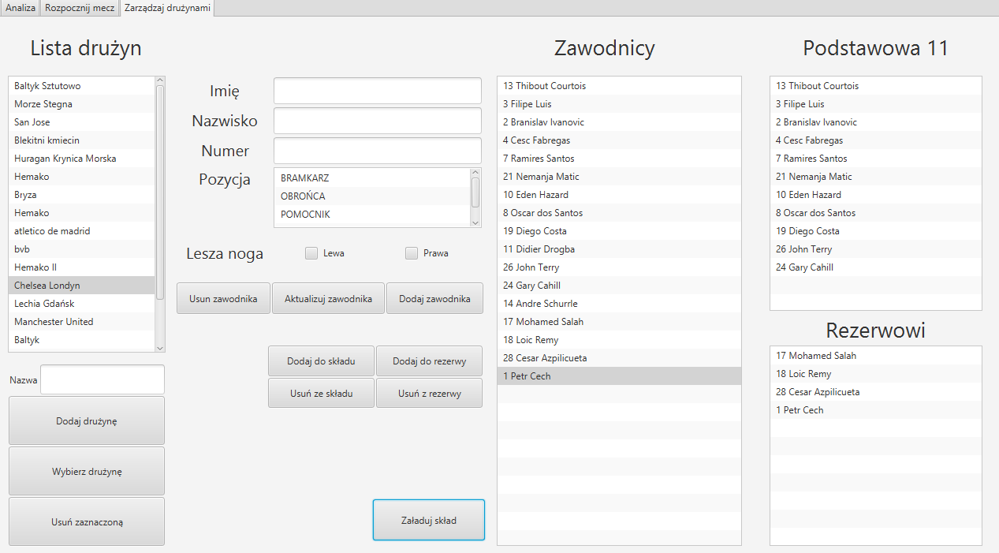 Analiza
Rozpocznij mecz
Zarządzaj drużynami
Lista drużyn
Bałtyk Sztutowo
Morze Stegna
San Jose
Blekitni kmiecin
Huragan Krynica Morska
Hemako
Bryza
Hemako
atletico de madrid
bvb
Hemako II
Chelsea Londyn
Lechia Gdańsk
Manchester United
Bałtyk
Nazwa
Dodaj drużynę
Wybierz drużynę
Usuń zaznaczoną
Imię
Nazwisko
Numer
Pozycja
BRAMKARZ
OBROŃCA
POMOCNIK
Lesza noga
Lewa
Prawa
Usun zawodnika
Aktualizuj zawodnika
Dodaj zawodnika
Dodaj do składu
Dodaj do rezerwy
Usuń ze składu
Usuń z rezerwy
Załaduj skład
Zawodnicy
13 Thibout Courtois
3 Filipe Luis
2 Branislav Ivanovic
4 Cesc Fabregas
7 Ramires Santos
21 Nemanja Matic
10 Eden Hazard
8 Oscar dos Santos
19 Diego Costa
11 Didier Drogba
26 John Terry
24 Gary Cahill
14 Andre Schurrle
17 Mohamed Salah
18 Loic Remy
28 Cesar Azpilicueta
1 Petr Cech
Podstawowa 11
13 Thibout Courtois
3 Filipe Luis
2 Branislav Ivanovic
4 Cesc Fabregas
7 Ramires Santos
21 Nemanja Matic
10 Eden Hazard
8 Oscar dos Santos
19 Diego Costa
26 John Terry
24 Gary Cahill
Rezerwowi
17 Mohamed Salah
18 Loic Remy
28 Cesar Azpilicueta
1 Petr Cech